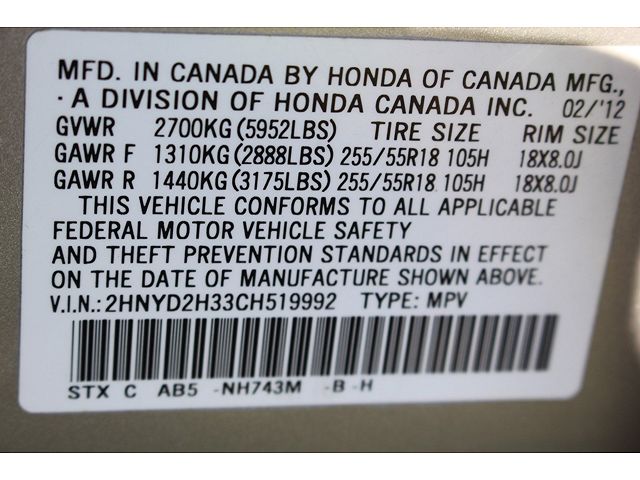 MFD. IN CANADA BY HONDA OF CANADA MFG.,
· A DIVISION OF HONDA CANADA INC. 02/'12
GVWR 2700KG (5952LBS) TIRE SIZE RIM SIZE
GAWR F 1310KG (2888LBS) 255/55R18 105H 18X8.0J
GAWR R 1440KG (3175LBS) 255/55R18 105H 18X8.0J
THIS VEHICLE CONFORMS TO ALL APPLICABLE
FEDERAL MOTOR VEHICLE SAFETY
AND THEFT PREVENTION STANDARDS IN EFFECT
ON THE DATE OF MANUFACTURE SHOWN ABOVE.
V.I.N.: 2HNYD2H33CH519992 TYPE: MPV
STX C AB5 -NH743M -B -H